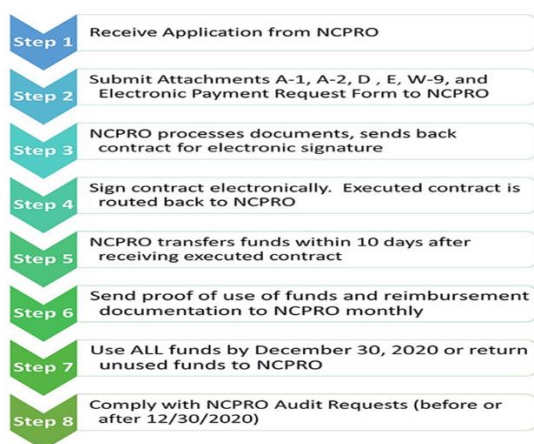 Step 1
Receive Application from NCPRO
Step 2
Submit Attachments A-1, A-2, D , E, W-9, and
Electronic Payment Request Form to NCPRO
Step 3
NCPRO processes documents, sends back
contract for electronic signature
Step 4
Sign contract electronically. Executed contract is
routed back to NCPRO
Step 5
NCPRO transfers funds within 10 days after
receiving executed contract
Step 6
Send proof of use of funds and reimbursement
documentation to NCPRO monthly
Step 7
Use ALL funds by December 30, 2020 or return
unused funds to NCPRO
Step 8
Comply with NCPRO Audit Requests (before or
after 12/30/2020)